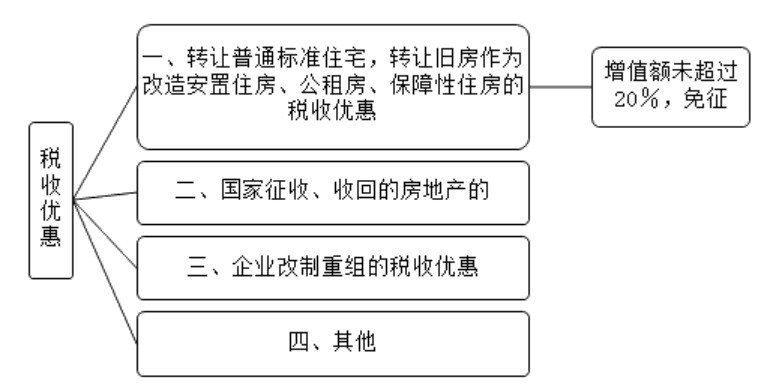 税收优惠
一、转让普通标准住宅，转让旧房作为
改造安置住房、公租房、保障性住房的
税收优惠
增值额未超过
20%，免征
二、国家征收、收回的房地产的
三、企业改制重组的税收优惠
四、其他